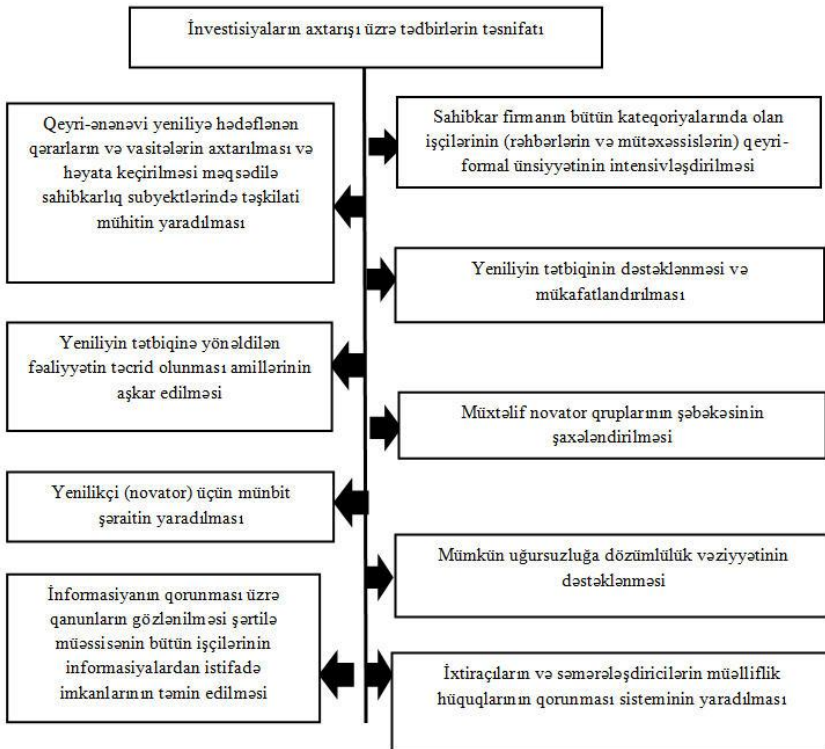 İnvestisiyaların axtarışı üzrə tədbirlərin təsnifatı
Qeyri-ənənəvi yeniliyə hədəflənən
qərarların və vasitələrin axtarılması və
həyata keçirilməsi məqsədilə
sahibkarlıq subyektlərində təşkilati
mühitin yaradılması
Sahibkar firmanın bütün kateqoriyalarında olan
işçilərinin (rəhbərlərin və mütəxəssislərin) qeyri-
formal ünsiyyətinin intensivləşdirilməsi
Yeniliyin tətbiqinin dəstəklənməsi və
mükafatlandırılması
Yeniliyin tətbiqinə yönəldilən
fəaliyyətin təcrid olunması amillərinin
aşkar edilməsi
Müxtəlif novator qruplarının şəbəkəsinin
şaxələndirilməsi
Yenilikçi (novator) üçün münbit
şəraitin yaradılması
Mümkün uğursuzluğa dözümlülük vəziyyətinin
dəstəklənməsi
İnformasiyanın qorunması üzrə
qanunların gözlənilməsi şərtilə
müəssisənin bütün işçilərinin
informasiyalardan istifadə
imkanlarının təmin edilməsi
İxtiraçıların və səmərələşdiricilərin müəlliflik
hüquqlarının qorunması sisteminin yaradılması